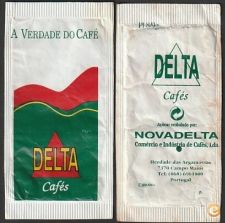 A VERDADE DO CAFÉ
DELTA
Cafés
DELTA
Cafés
Açúcar embalado por:
NOVADELTA
Comércio e Indústria de Cafés, Lda.
Herdade das Argamassas
7370 Campo Maior
Portugal